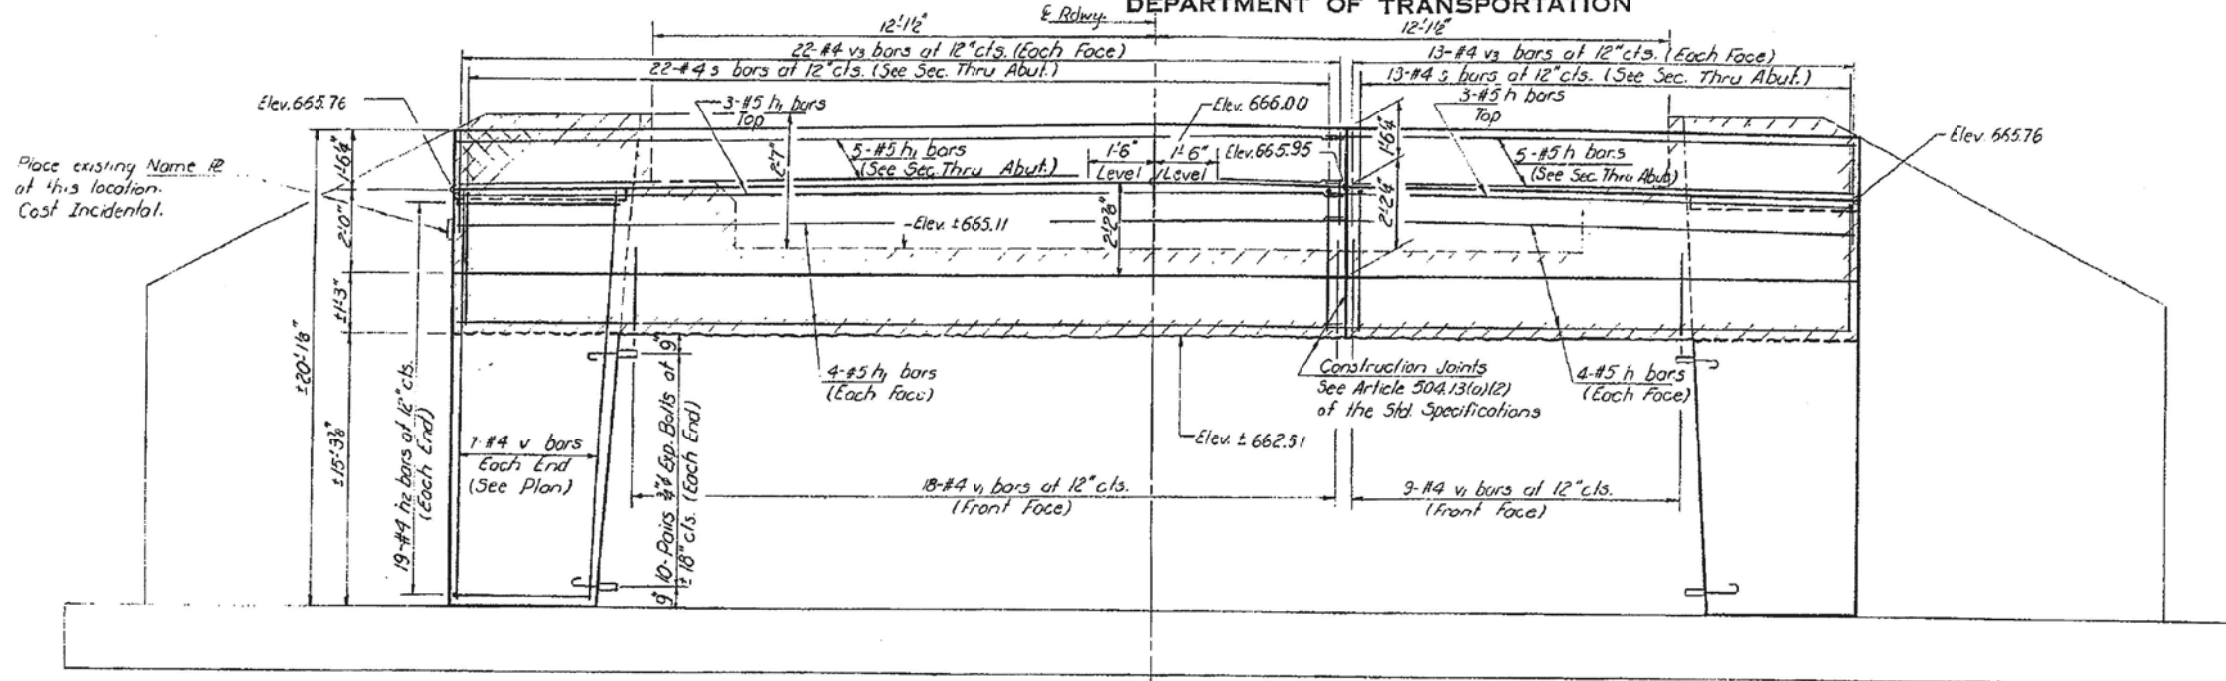 DEPARTMENT OF TRANSPORTATION
℄ Rdwy.
12'-1½"
12'-1½"
22-#4 v3 bars at 12"cts. (Each Face)
13-#4 v3 bars at 12"cts. (Each Face)
22-#4 s bars at 12"cts. (See Sec. Thru Abut.)
13-#4 s bars at 12"cts. (See Sec. Thru Abut.)
Elev. 665.76
3-#5 h1 bars
Top
Elev. 666.00
3-#5 h bars
Top
Elev. 665.76
Place existing Name ℞
at this location.
Cost Incidental.
1'-6¼"
2'-7"
5-#5 h1 bars
(See Sec. Thru Abut.)
1'-6"
Level
1'-6"
Level
Elev. 665.95
1'-6¼"
5-#5 h bars
(See Sec. Thru Abut)
2'-0"
Elev. ±665.11
2'-2⅜"
2'-2¼"
±1'-3"
±20'-1⅛"
±15'-3⅜"
19-#4 h2 bars at 12"cts.
(Each End)
7-#4 v bars
Each End
(See Plan)
9" 10-Pairs ¾"⌀ Exp. Bolts at 9"
±18"cts. (Each End)
4-#5 h1 bars
(Each Face)
Construction Joints
See Article 504.13(a)(2)
of the Std. Specifications
4-#5 h bars
(Each Face)
Elev. ± 662.51
18-#4 v1 bars at 12"cts.
(Front Face)
9-#4 v1 bars at 12"cts.
(Front Face)